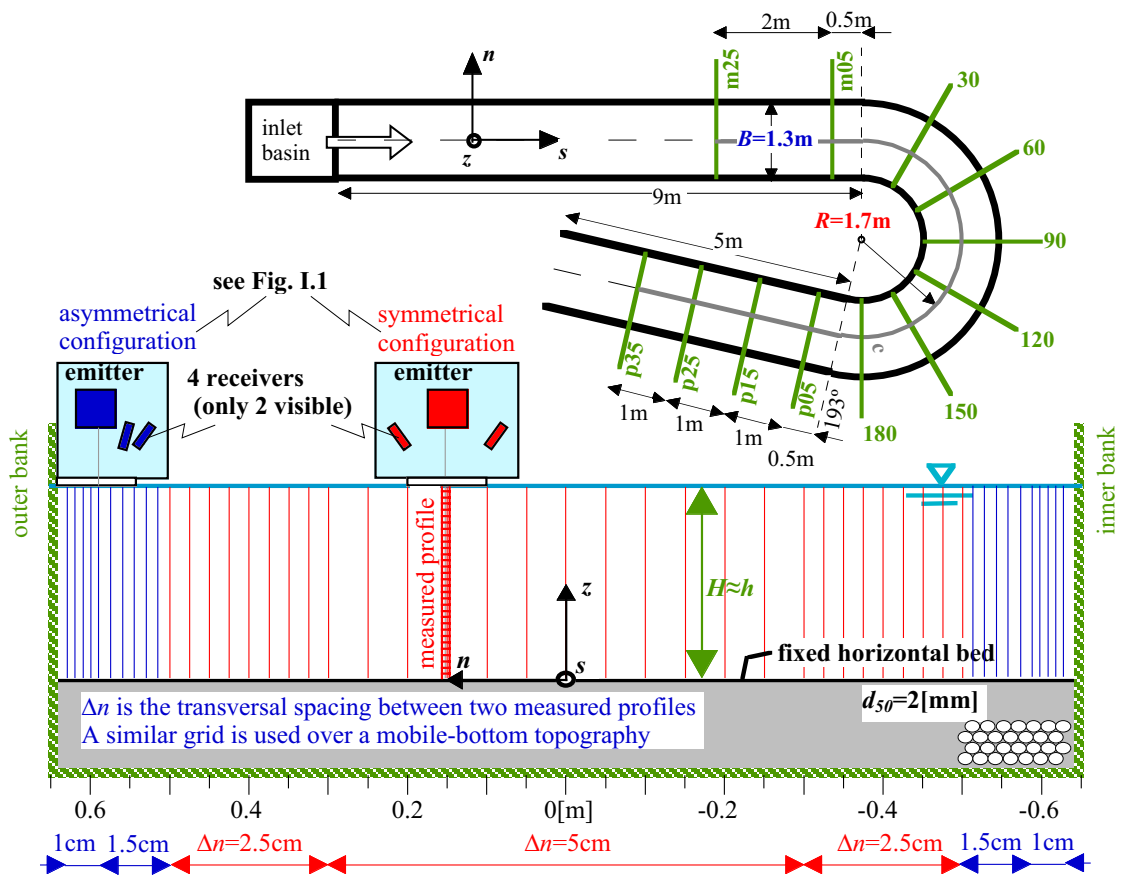 2m
0.5m
m25
m05
n
30
inlet
basin
z
s
B=1.3m
60
9m
R=1.7m
90
5m
120
c
p35
p25
p15
p05
193º
150
180
1m
1m
1m
0.5m
see Fig. I.1
asymmetrical
configuration
symmetrical
configuration
emitter
emitter
4 receivers
(only 2 visible)
outer bank
inner bank
measured profile
H≈h
z
n
s
fixed horizontal bed
d50=2[mm]
Δn is the transversal spacing between two measured profiles
A similar grid is used over a mobile-bottom topography
0.6 0.4 0.2 0[m] -0.2 -0.4 -0.6
1cm 1.5cm Δn=2.5cm Δn=5cm Δn=2.5cm 1.5cm 1cm